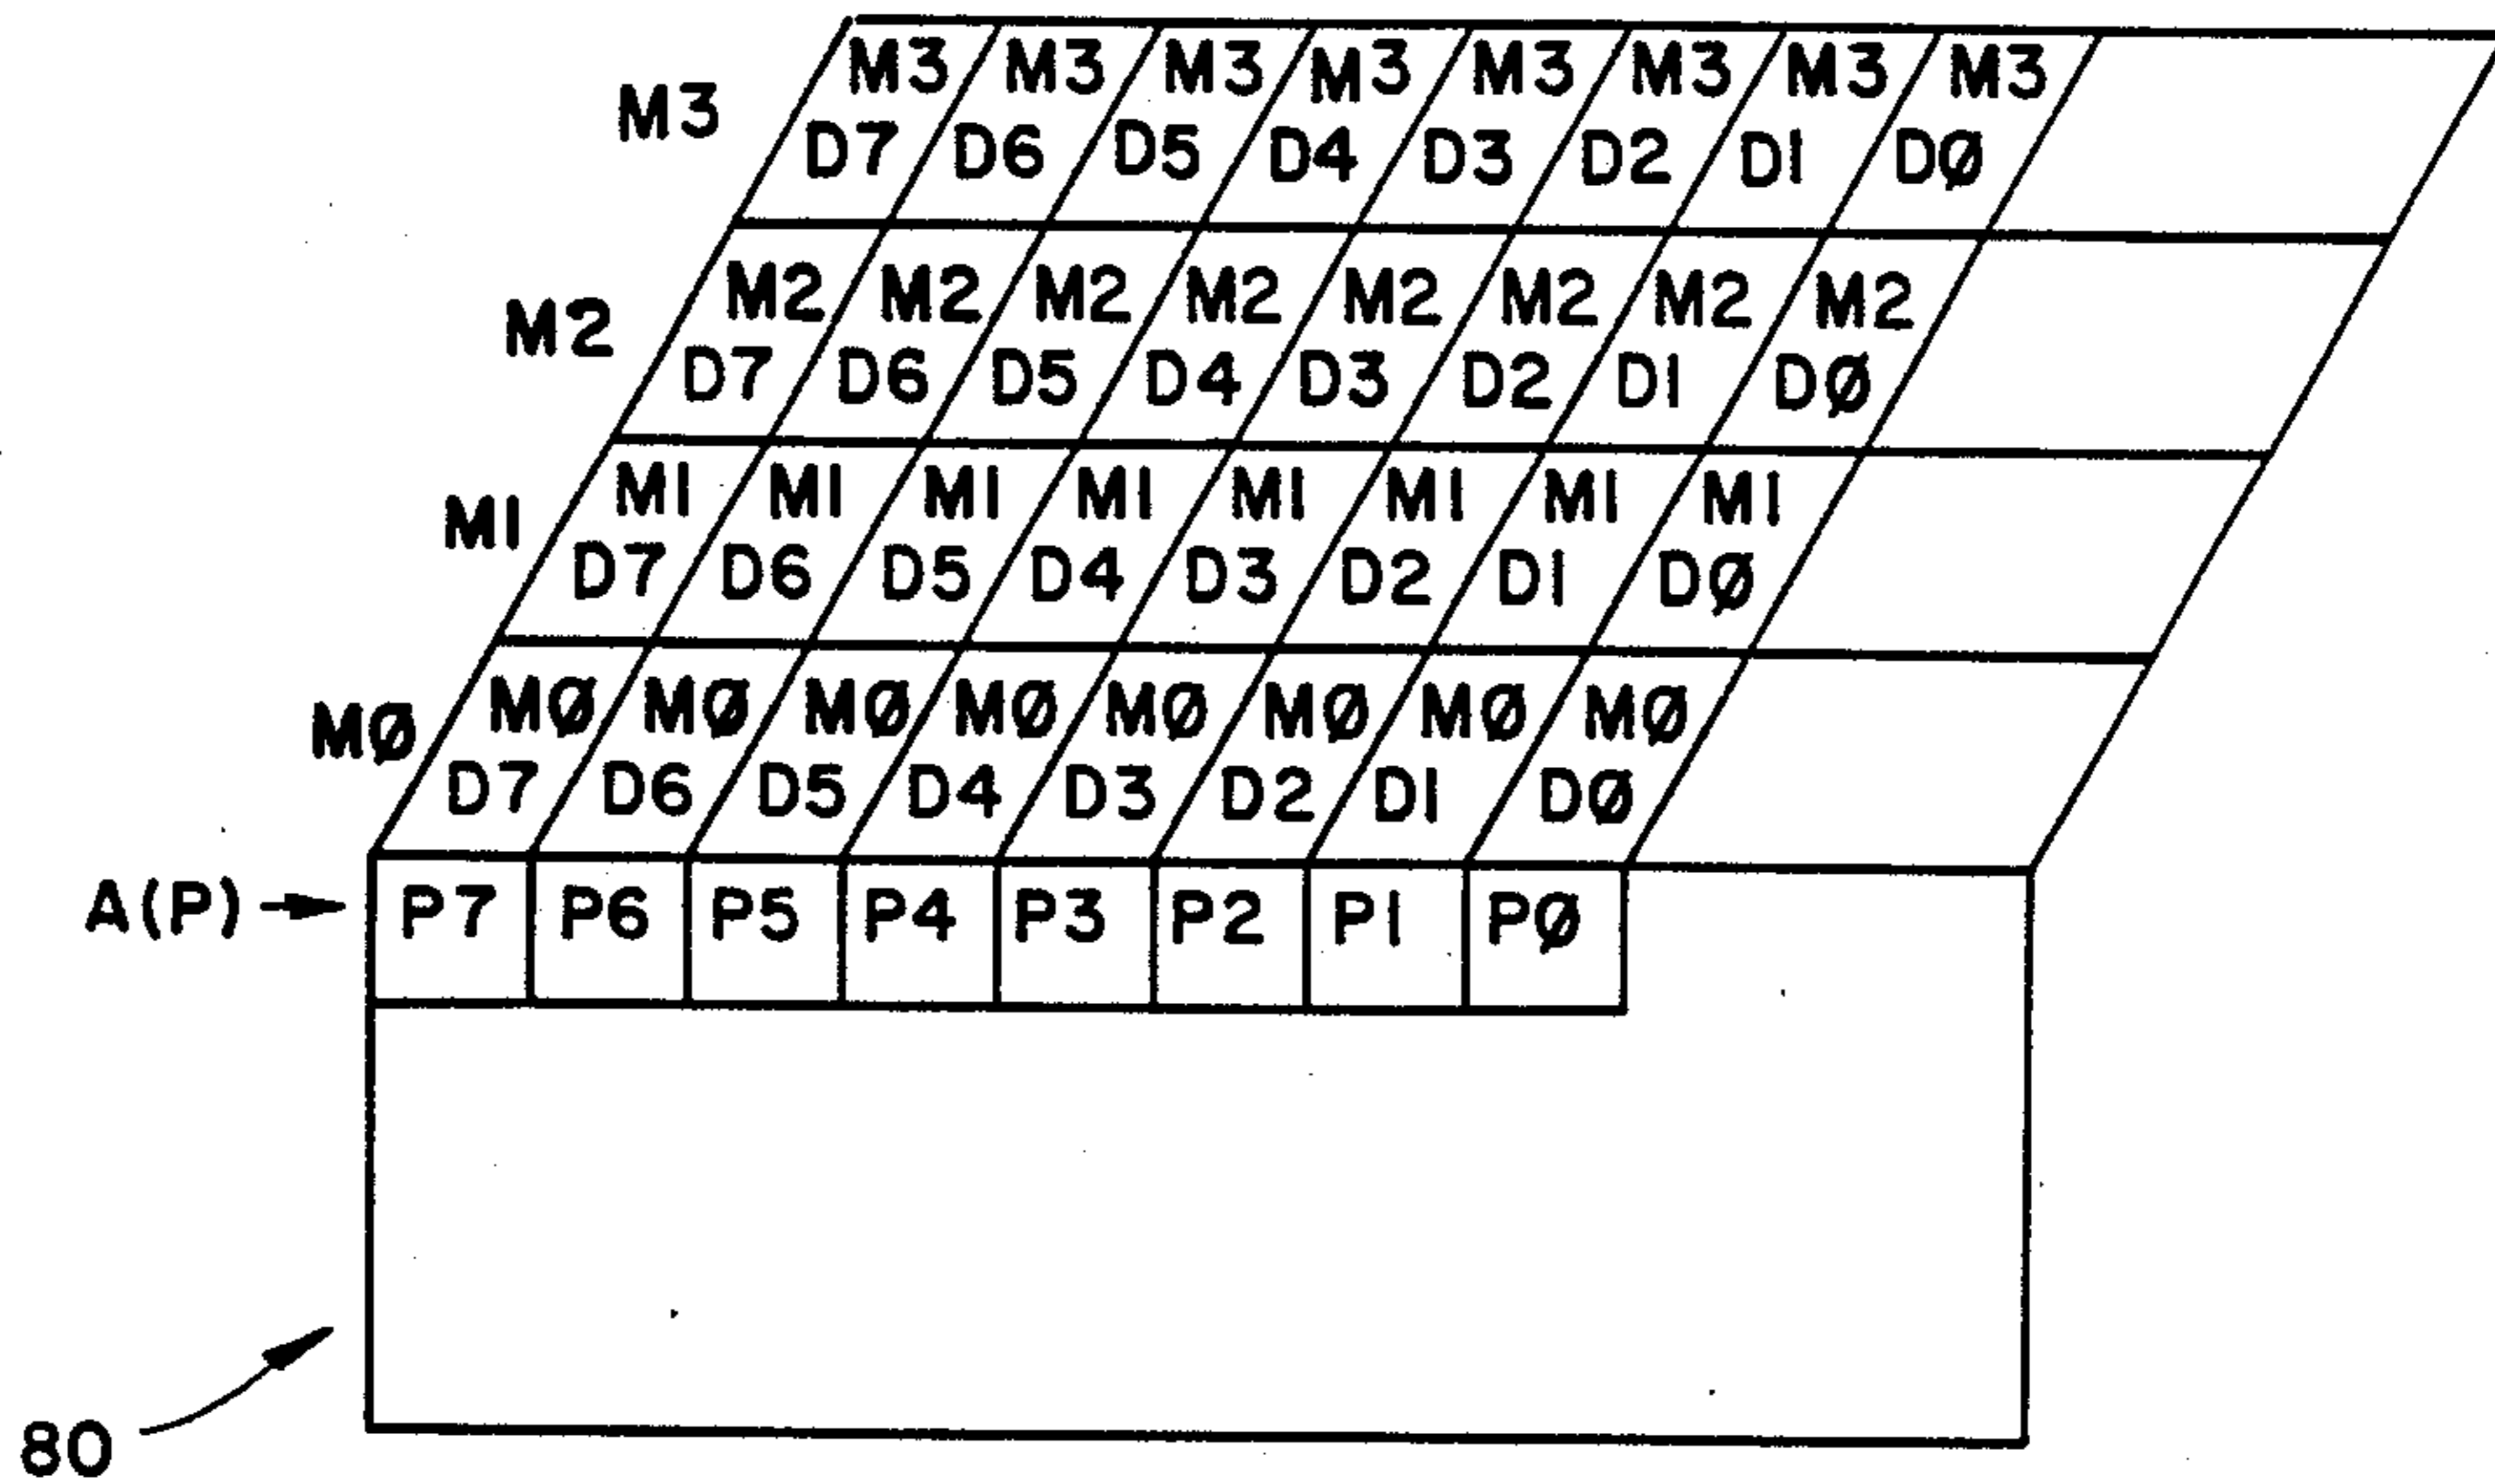 M3 M3 M3 M3 M3 M3 M3 M3
M3
D7 D6 D5 D4 D3 D2 D1 DØ
M2 M2 M2 M2 M2 M2 M2 M2
M2
D7 D6 D5 D4 D3 D2 D1 DØ
M1 M1 M1 M1 M1 M1 M1 M1
M1
D7 D6 D5 D4 D3 D2 D1 DØ
MØ MØ MØ MØ MØ MØ MØ MØ
MØ
D7 D6 D5 D4 D3 D2 D1 DØ
A(P) P7 P6 P5 P4 P3 P2 P1 PØ
80